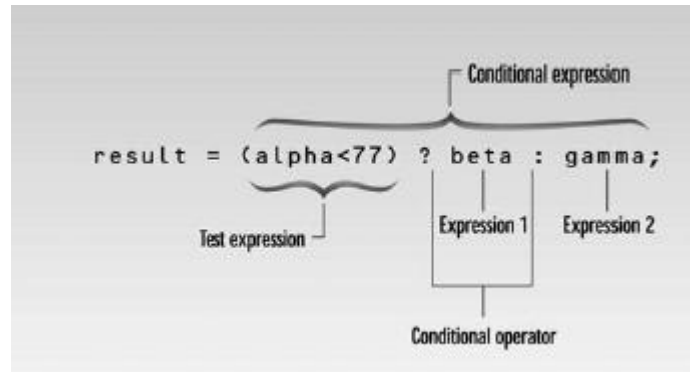 Conditional expression
result = (alpha<77) ? beta : gamma;
Test expression
Expression 1
Expression 2
Conditional operator